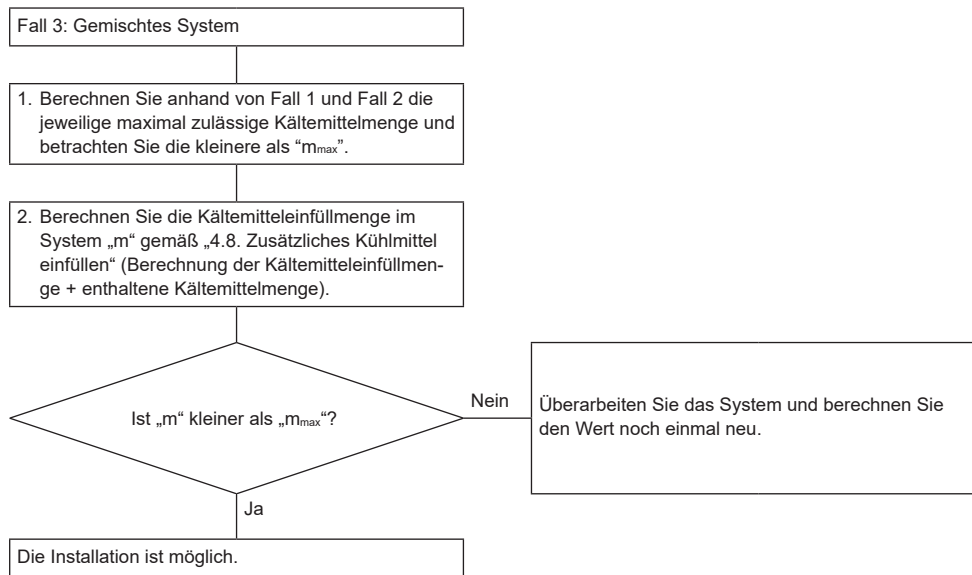 Fall 3: Gemischtes System
1. Berechnen Sie anhand von Fall 1 und Fall 2 die
jeweilige maximal zulässige Kältemittelmenge und
betrachten Sie die kleinere als “mmax”.
2. Berechnen Sie die Kältemitteleinfüllmenge im
System „m“ gemäß „4.8. Zusätzliches Kühlmittel
einfüllen“ (Berechnung der Kältemitteleinfüllmen-
ge + enthaltene Kältemittelmenge).
Ist „m“ kleiner als „mmax“?
Nein
Überarbeiten Sie das System und berechnen Sie
den Wert noch einmal neu.
Ja
Die Installation ist möglich.